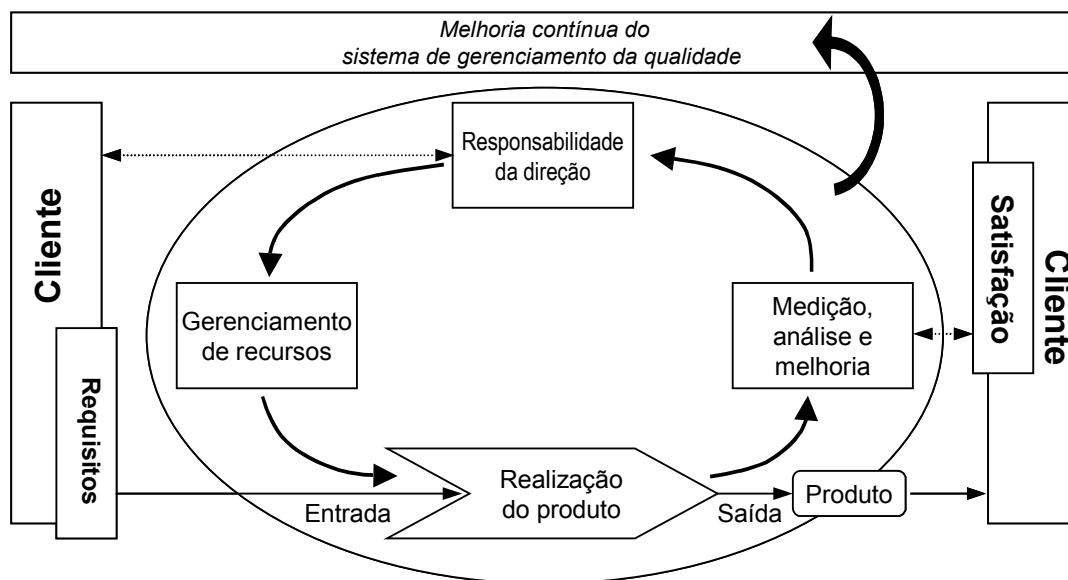 Melhoria contínua do
sistema de gerenciamento da qualidade
Responsabilidade
da direção
Cliente
Requisitos
Gerenciamento
de recursos
Medição,
análise e
melhoria
Satisfação
Cliente
Entrada
Realização
do produto
Saída
Produto